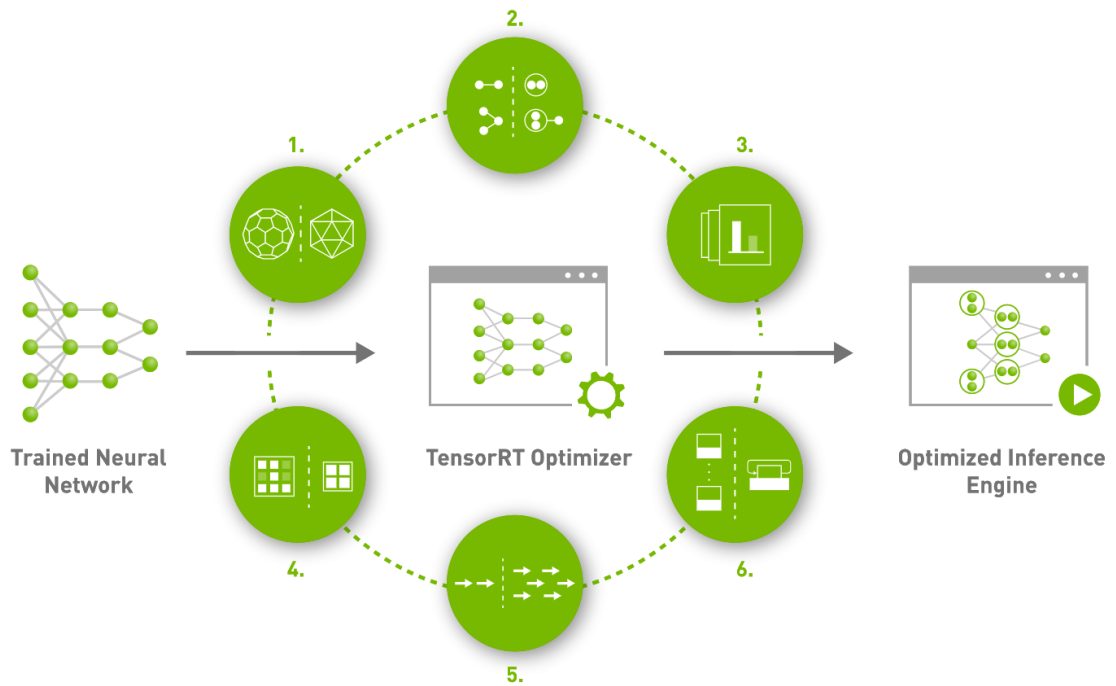 2.
1.
3.
Trained Neural
Network
TensorRT Optimizer
Optimized Inference
Engine
4.
6.
5.